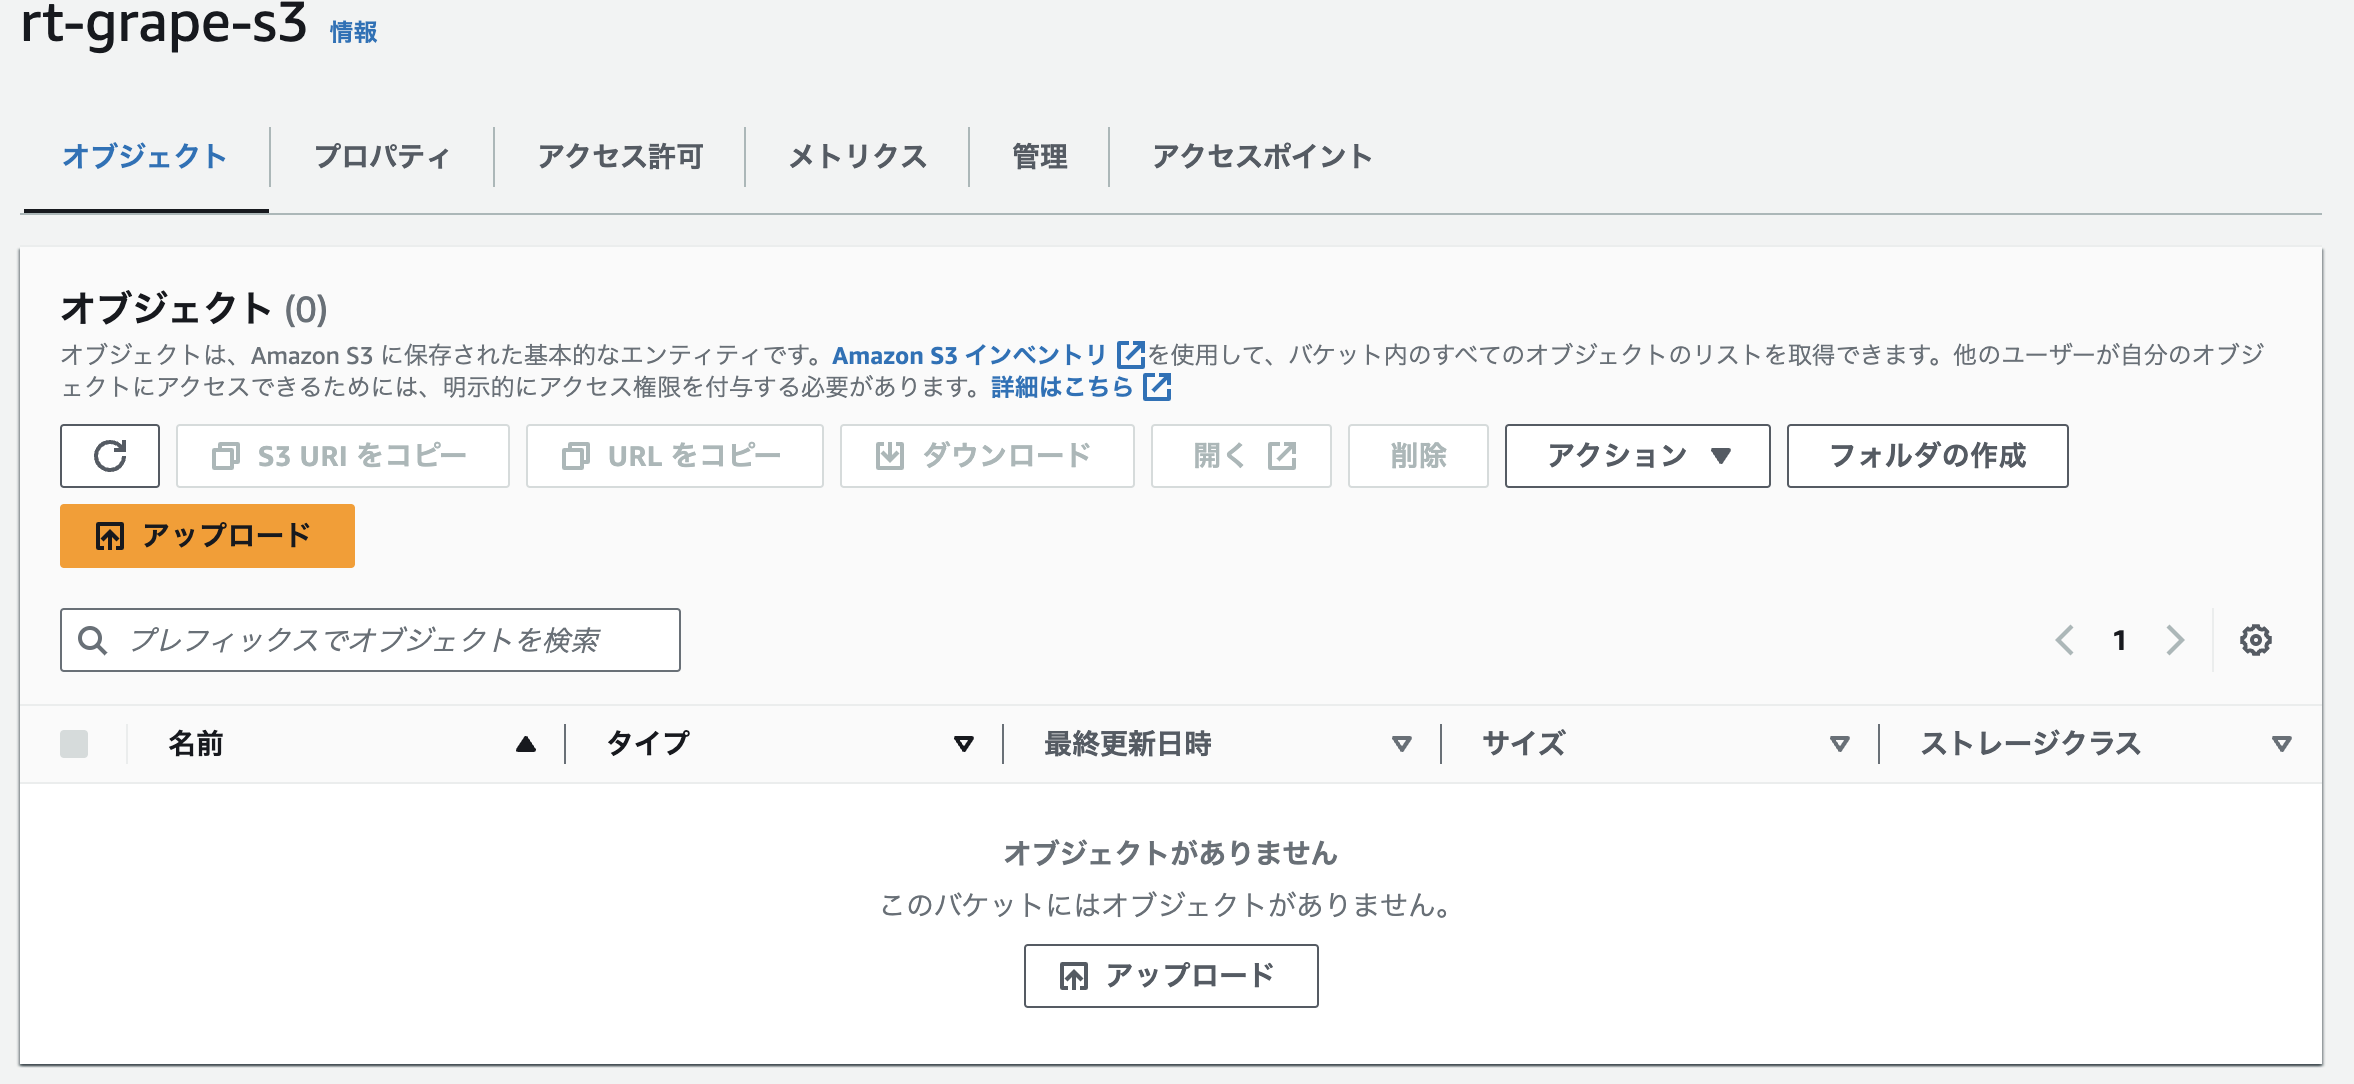 rt-grape-s3 情報
オブジェクト プロパティ アクセス許可 メトリクス 管理 アクセスポイント
オブジェクト (0)
オブジェクトは、Amazon S3 に保存された基本的なエンティティです。Amazon S3 インベントリ を使用して、バケット内のすべてのオブジェクトのリストを取得できます。他のユーザーが自分のオブジ
ェクトにアクセスできるためには、明示的にアクセス権限を付与する必要があります。詳細はこちら
S3 URI をコピー URL をコピー ダウンロード 開く 削除 アクション フォルダの作成
アップロード
プレフィックスでオブジェクトを検索 1
名前 タイプ 最終更新日時 サイズ ストレージクラス
オブジェクトがありません
このバケットにはオブジェクトがありません。
アップロード